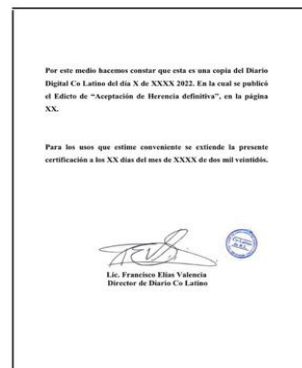 Por este medio hacemos constar que esta es una copia del Diario
Digital Co Latino del día X de XXXX 2022. En la cual se publicó
el Edicto de “Aceptación de Herencia definitiva”, en la página
XX.
Para los usos que estime conveniente se extiende la presente
certificación a los XX días del mes de XXXX de dos mil veintidós.
Lic. Francisco Elías Valencia
Director de Diario Co Latino